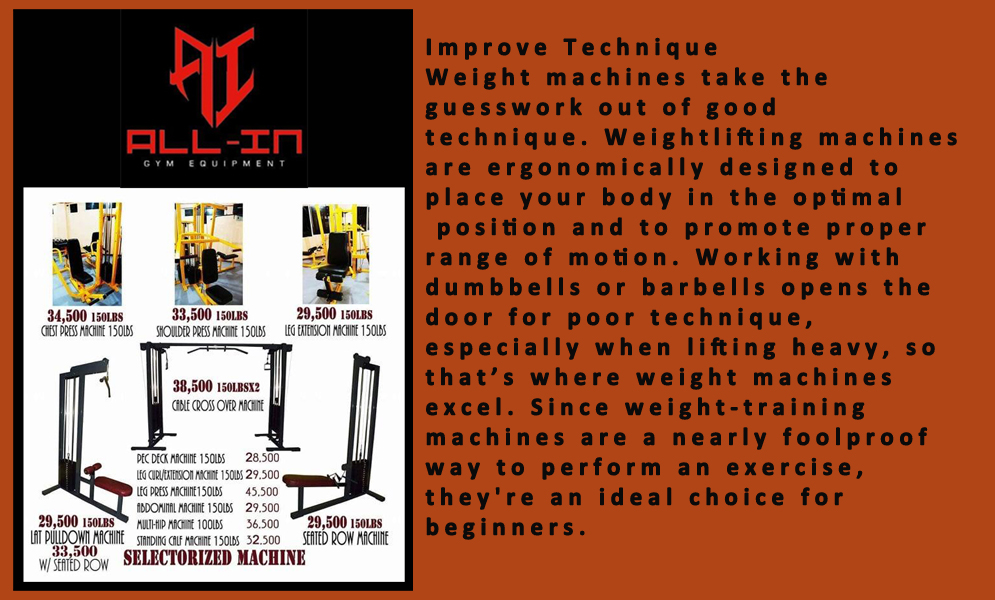 AI
ALL-IN
GYM EQUIPMENT
34,500 150LBS
CHEST PRESS MACHINE 150LBS
33,500 150LBS
SHOULDER PRESS MACHINE 150LBS
29,500 150LBS
LEG EXTENSION MACHINE 150LBS
38,500 150LBSX2
CABLE CROSS OVER MACHINE
PEC DECK MACHINE 150LBS 28,500
LEG CURL/EXTENSION MACHINE 150LBS 29,500
LEG PRESS MACHINE150LBS 45,500
ABDOMINAL MACHINE 150LBS 29,500
MULTI-HIP MACHINE 100LBS 36,500
STANDING CALF MACHINE 150LBS 32,500
29,500 150LBS
LAT PULLDOWN MACHINE
33,500
W/ SEATED ROW
29,500 150LBS
SEATED ROW MACHINE
SELECTORIZED MACHINE
Improve Technique
Weight machines take the
guesswork out of good
technique. Weightlifting machines
are ergonomically designed to
place your body in the optimal
position and to promote proper
range of motion. Working with
dumbbells or barbells opens the
door for poor technique,
especially when lifting heavy, so
that’s where weight machines
excel. Since weight-training
machines are a nearly foolproof
way to perform an exercise,
they're an ideal choice for
beginners.